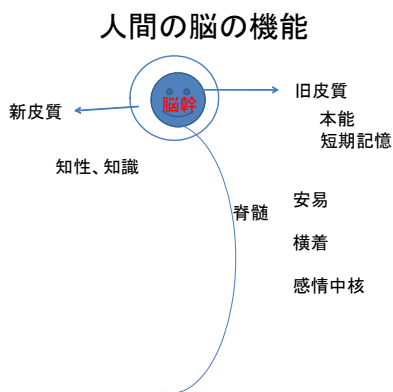 人間の脳の機能
脳幹
旧皮質
新皮質
本能
短期記憶
知性、知識
安易
脊髄
横着
感情中核